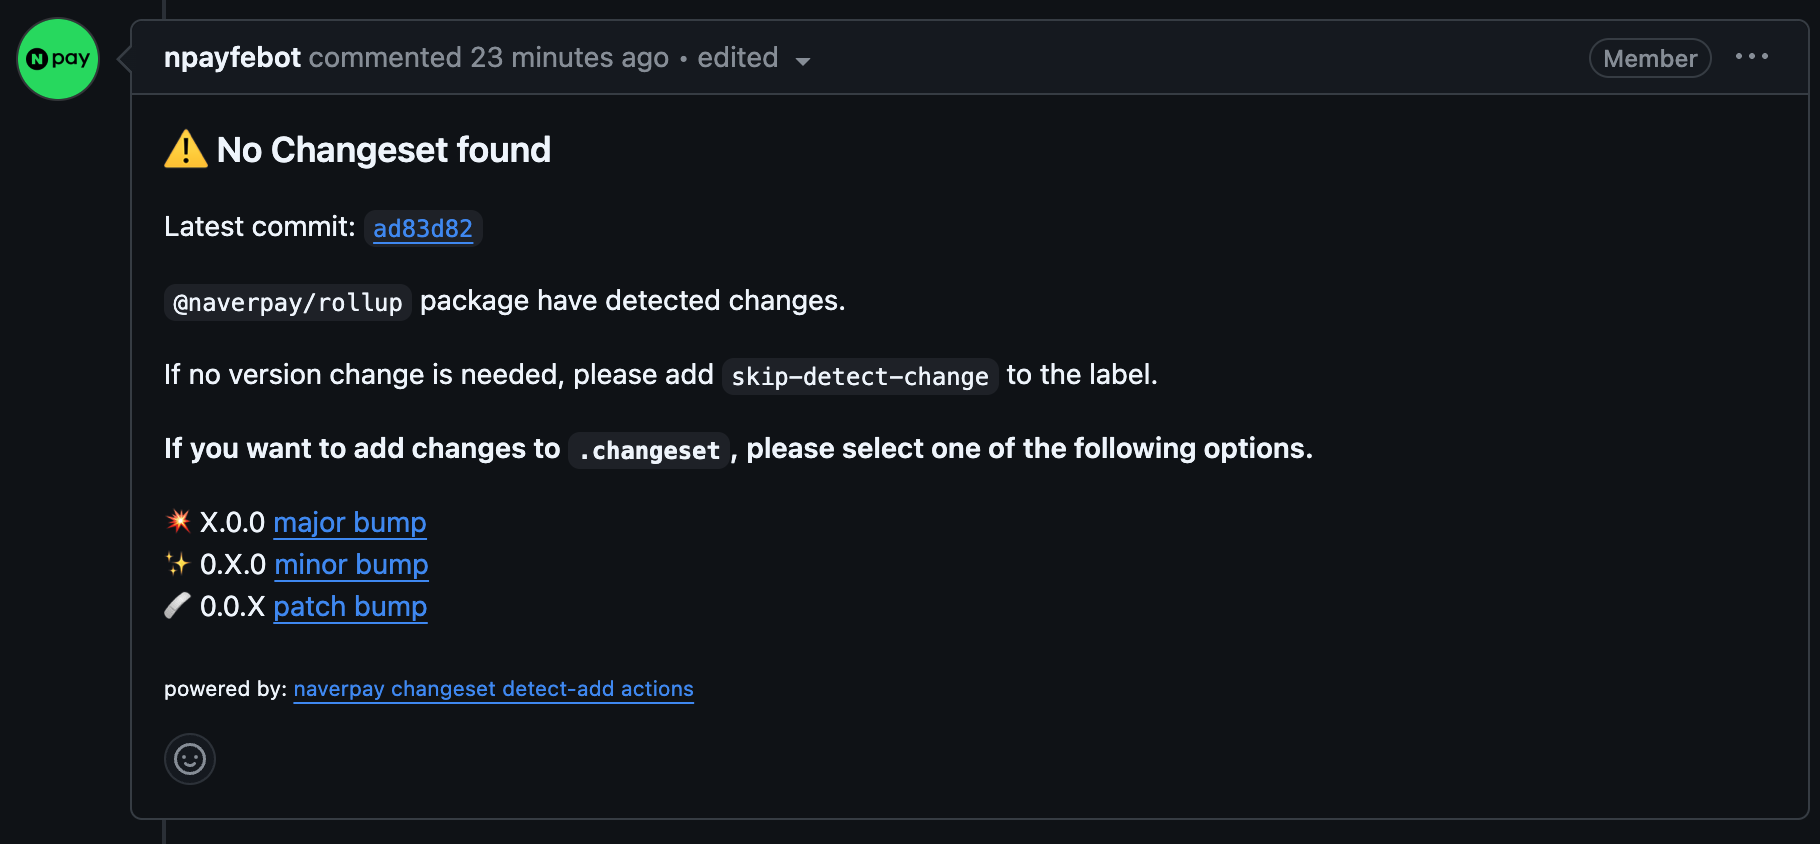 N pay
npayfebot commented 23 minutes ago • edited
Member
⚠️ No Changeset found
Latest commit: ad83d82
@naverpay/rollup package have detected changes.
If no version change is needed, please add skip-detect-change to the label.
If you want to add changes to .changeset, please select one of the following options.
💥 X.0.0 major bump
✨ 0.X.0 minor bump
🩹 0.0.X patch bump
powered by: naverpay changeset detect-add actions